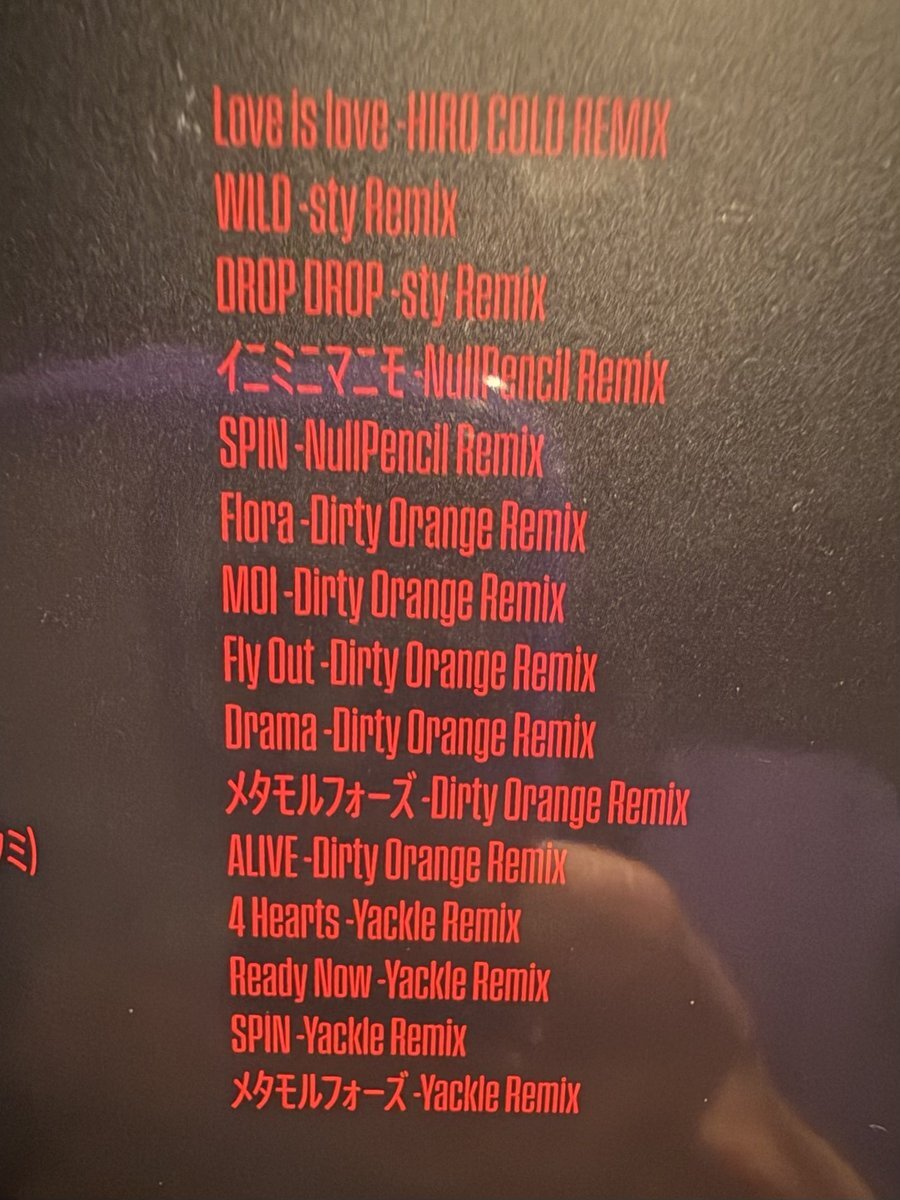 Love Is love -HIRO COLD REMIX
WILD -sty Remix
DROP DROP -sty Remix
イニミニマニモ -NullPencil Remix
SPIN -NullPencil Remix
Flora -Dirty Orange Remix
MOI -Dirty Orange Remix
Fly Out -Dirty Orange Remix
Drama -Dirty Orange Remix
メタモルフォーズ -Dirty Orange Remix
ミ)
ALIVE -Dirty Orange Remix
4 Hearts -Yackle Remix
Ready Now -Yackle Remix
SPIN -Yackle Remix
メタモルフォーズ -Yackle Remix